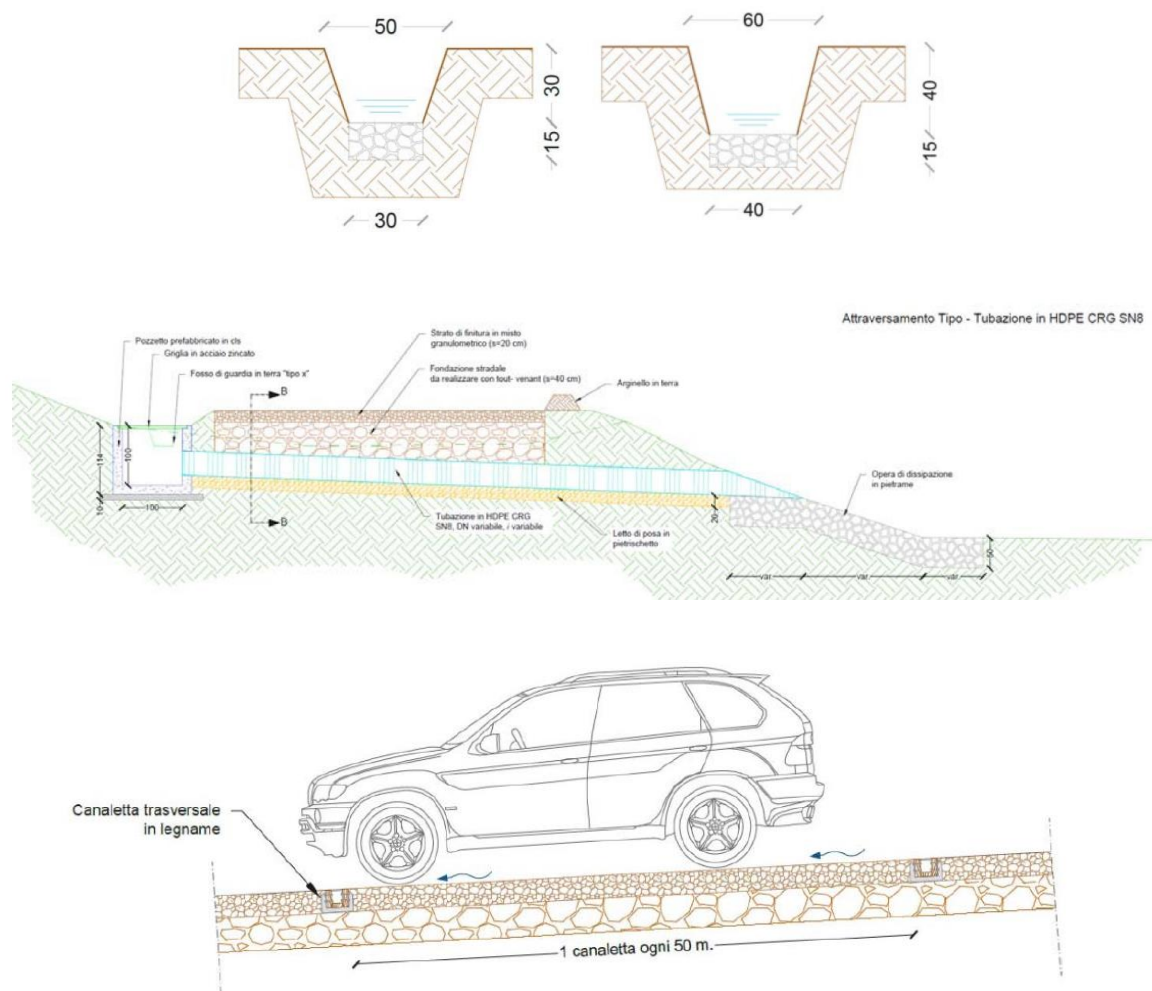 50
60
30
15
40
15
30
40
Attraversamento Tipo - Tubazione in HDPE CRG SN8
Strato di finitura in misto
granulometrico (s=20 cm)
Pozzetto prefabbricato in cls
Griglia in acciaio zincato
Fosso di guardia in terra "tipo x"
Fondazione stradale
da realizzare con tout- venant (s=40 cm)
Arginello in terra
B
114
100
10
100
B
Tubazione in HDPE CRG
SN8, DN variabile, i variabile
Letto di posa in
pietrischetto
20
Opera di dissipazione
in pietrame
50
var.
var.
var.
Canaletta trasversale
in legname
1 canaletta ogni 50 m.